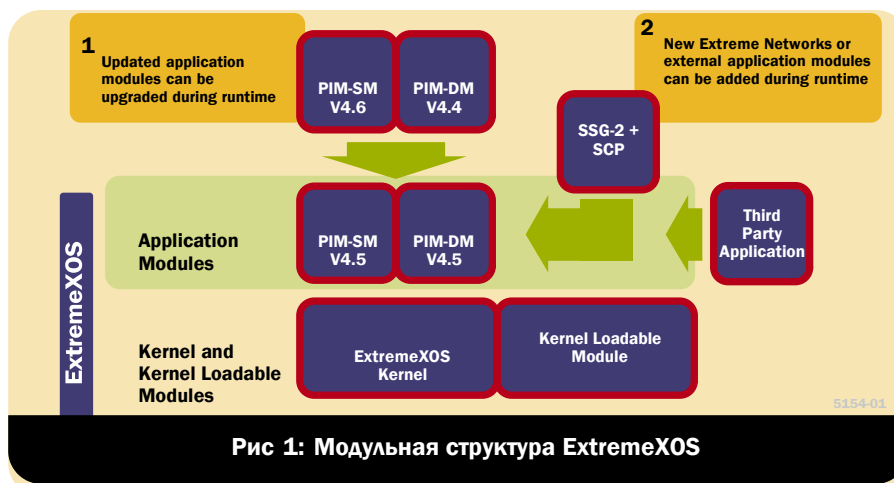 1
Updated application
modules can be
upgraded during runtime
PIM-SM
V4.6
PIM-DM
V4.4
2
New Extreme Networks or
external application modules
can be added during runtime
SSG-2 +
SCP
ExtremeXOS
Application
Modules
PIM-SM
V4.5
PIM-DM
V4.5
Third
Party
Application
Kernel and
Kernel Loadable
Modules
ExtremeXOS
Kernel
Kernel Loadable
Module
5154-01
Рис 1: Модульная структура ExtremeXOS